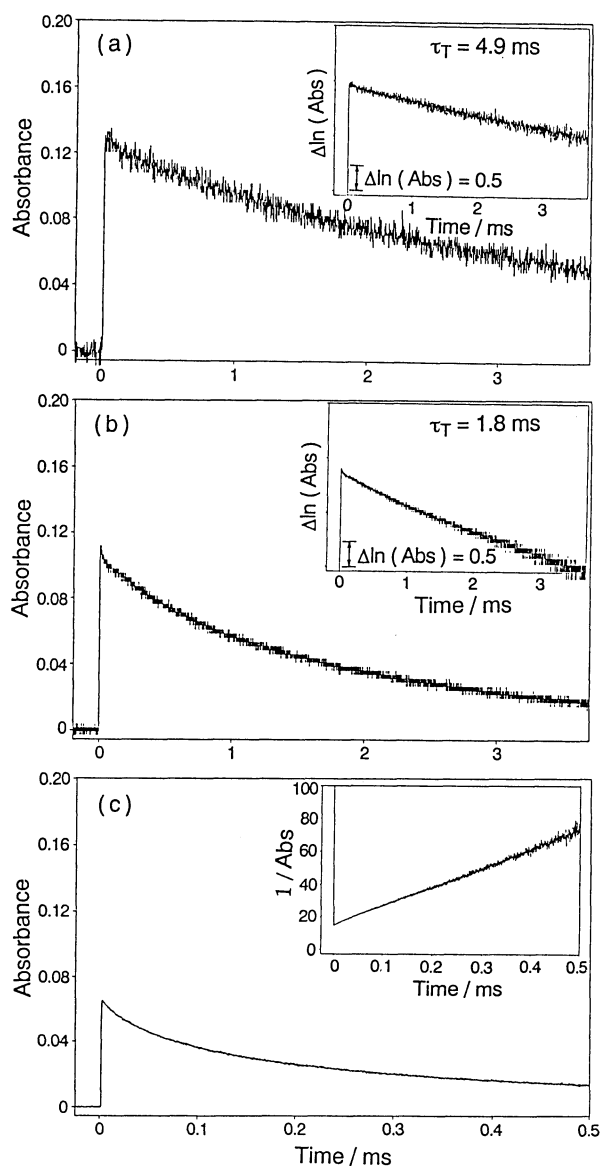 (a)
Absorbance
0.20
0.16
0.12
0.08
0.04
0
0 1 2 3
τT = 4.9 ms
Δln ( Abs )
Δln ( Abs ) = 0.5
0 1 2 3
Time / ms
(b)
Absorbance
0.20
0.16
0.12
0.08
0.04
0
0 1 2 3
τT = 1.8 ms
Δln ( Abs )
Δln ( Abs ) = 0.5
0 1 2 3
Time / ms
(c)
Absorbance
0.20
0.16
0.12
0.08
0.04
0
1 / Abs
100
80
60
40
20
0
0 0.1 0.2 0.3 0.4 0.5
Time / ms
0 0.1 0.2 0.3 0.4 0.5
Time / ms